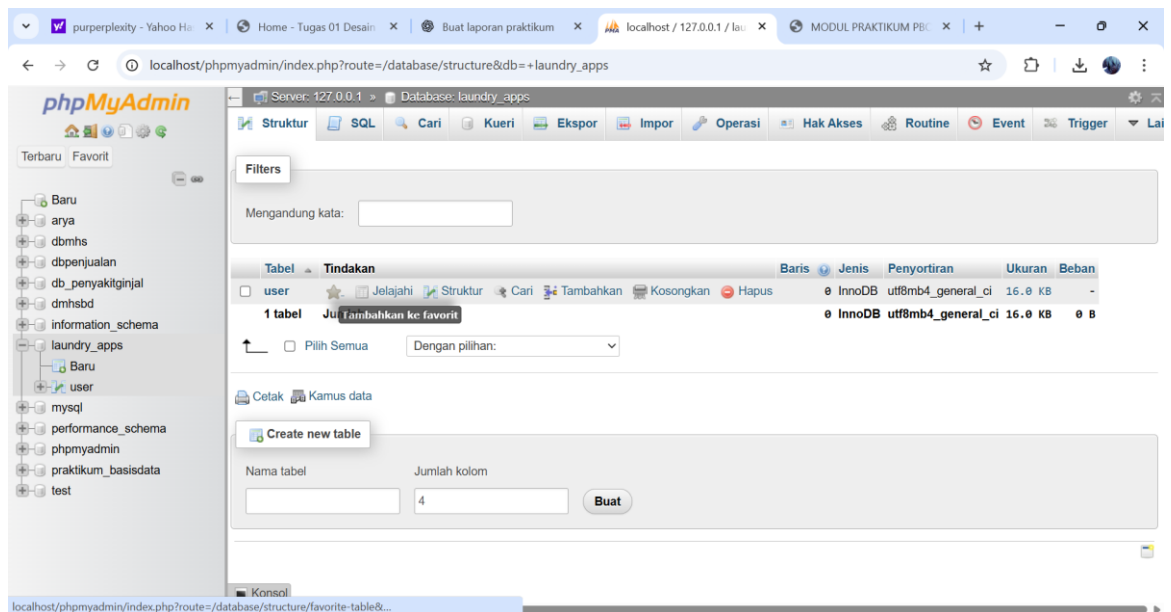 purperplexity - Yahoo Ha
Home - Tugas 01 Desain
Buat laporan praktikum
localhost / 127.0.0.1 / lau
MODUL PRAKTIKUM PBO
localhost/phpmyadmin/index.php?route=/database/structure&db=+laundry_apps
phpMyAdmin
Terbaru Favorit
Baru
arya
dbmhs
dbpenjualan
db_penyakitginjal
dmhsbd
information_schema
laundry_apps
Baru
user
mysql
performance_schema
phpmyadmin
praktikum_basisdata
test
Server: 127.0.0.1 » Database: laundry_apps
Struktur SQL Cari Kueri Ekspor Impor Operasi Hak Akses Routine Event Trigger Lai
Filters
Mengandung kata:
Tabel Tindakan Baris Jenis Penyortiran Ukuran Beban
user Jelajahi Struktur Cari Tambahkan Kosongkan Hapus 0 InnoDB utf8mb4_general_ci 16.0 KB -
1 tabel 0 InnoDB utf8mb4_general_ci 16.0 KB 0 B
Tambahkan ke favorit
Pilih Semua Dengan pilihan:
Cetak Kamus data
Create new table
Nama tabel Jumlah kolom
4 Buat
Konsol
localhost/phpmyadmin/index.php?route=/database/structure/favorite-table&...